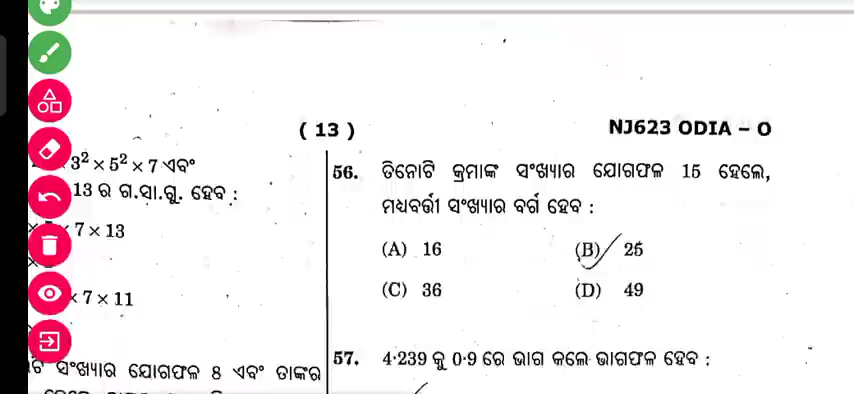 ( 13 )
NJ623 ODIA – O
3² × 5² × 7 ଏବଂ
13 ର ଗ.ସା.ଗୁ. ହେବ :
7 × 13
× 7 × 11
ସଂଖ୍ୟାର ଯୋଗଫଳ 8 ଏବଂ ତାଙ୍କର
56. ତିନୋଟି କ୍ରମାଙ୍କ ସଂଖ୍ୟାର ଯୋଗଫଳ 15 ହେଲେ,
ମଧ୍ୟବର୍ତ୍ତୀ ସଂଖ୍ୟାର ବର୍ଗ ହେବ :
(A) 16 (B) 25
(C) 36 (D) 49
57. 4·239 କୁ 0·9 ରେ ଭାଗ କଲେ ଭାଗଫଳ ହେବ :